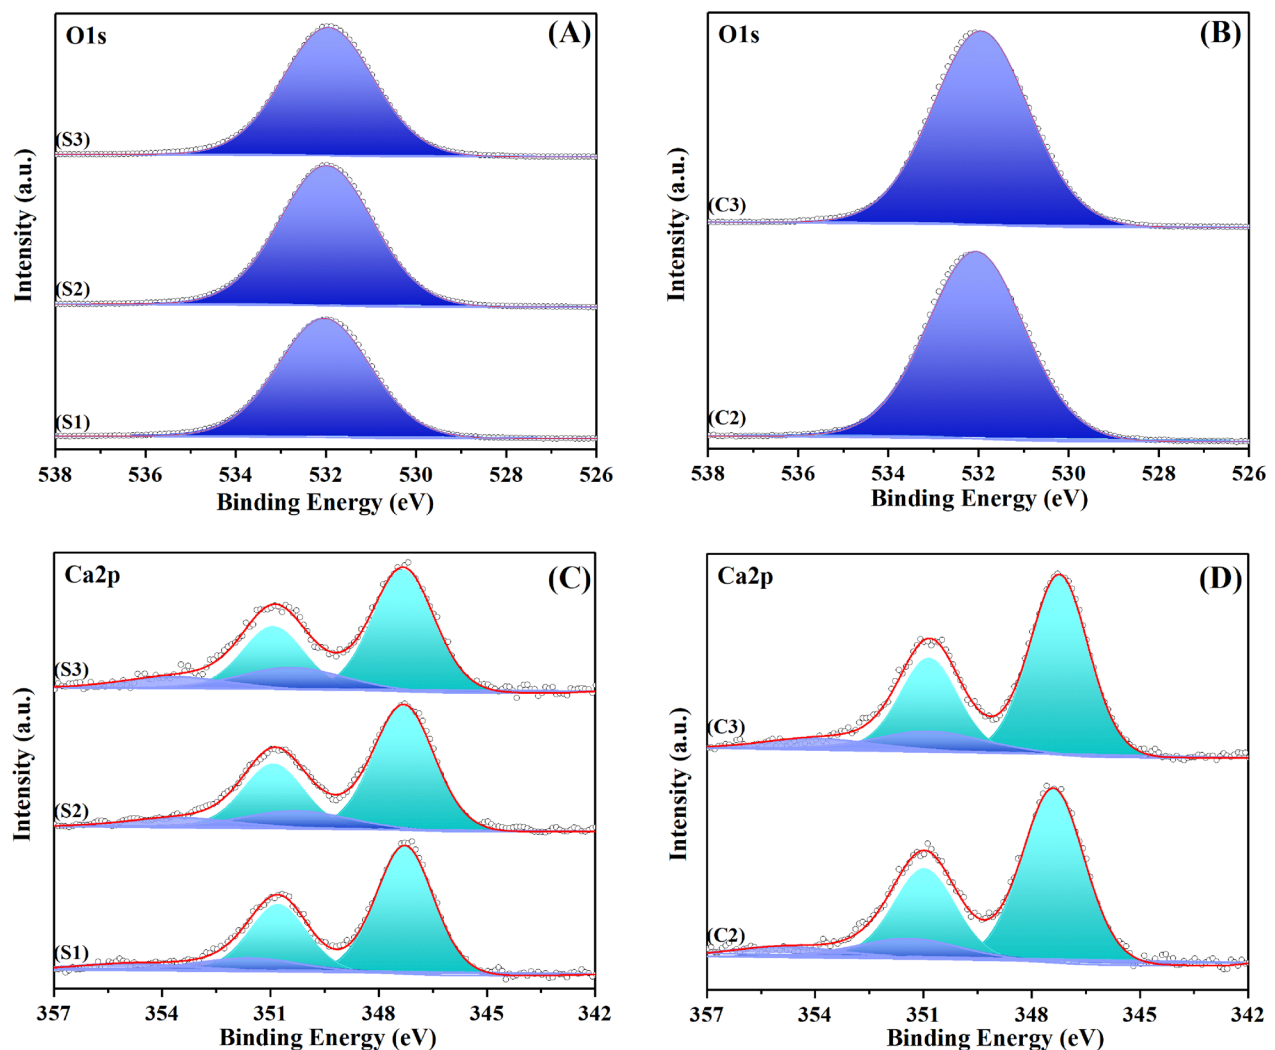 O1s
(A)
(S3)
(S2)
(S1)
Intensity (a.u.)
538 536 534 532 530 528 526
Binding Energy (eV)
O1s
(B)
(C3)
(C2)
Intensity (a.u.)
538 536 534 532 530 528 526
Binding Energy (eV)
Ca2p
(C)
(S3)
(S2)
(S1)
Intensity (a.u.)
357 354 351 348 345 342
Binding Energy (eV)
Ca2p
(D)
(C3)
(C2)
Intensity (a.u.)
357 354 351 348 345 342
Binding Energy (eV)